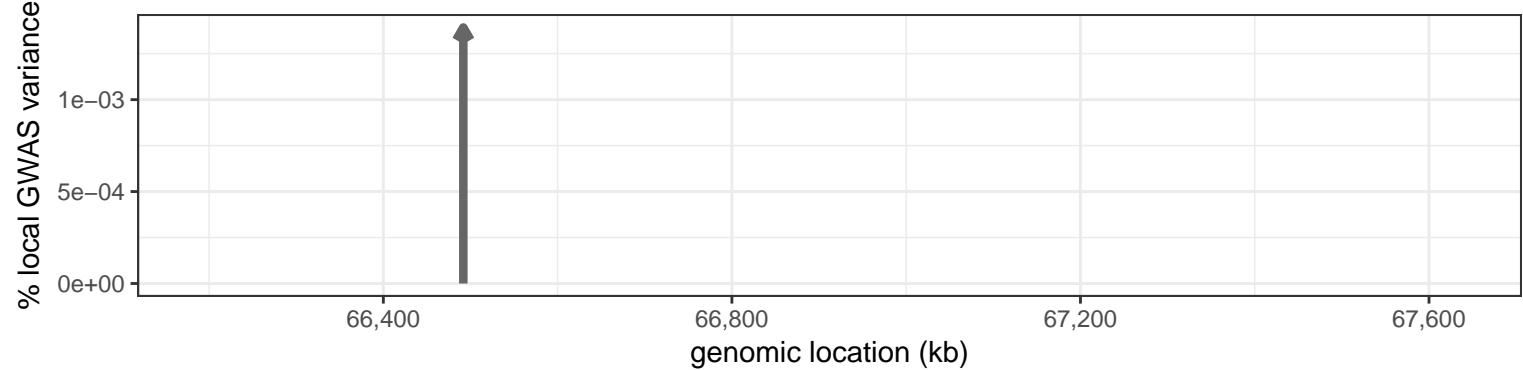 % local GWAS variance
1e−03
5e−04
0e+00
66,400 66,800 67,200 67,600
genomic location (kb)